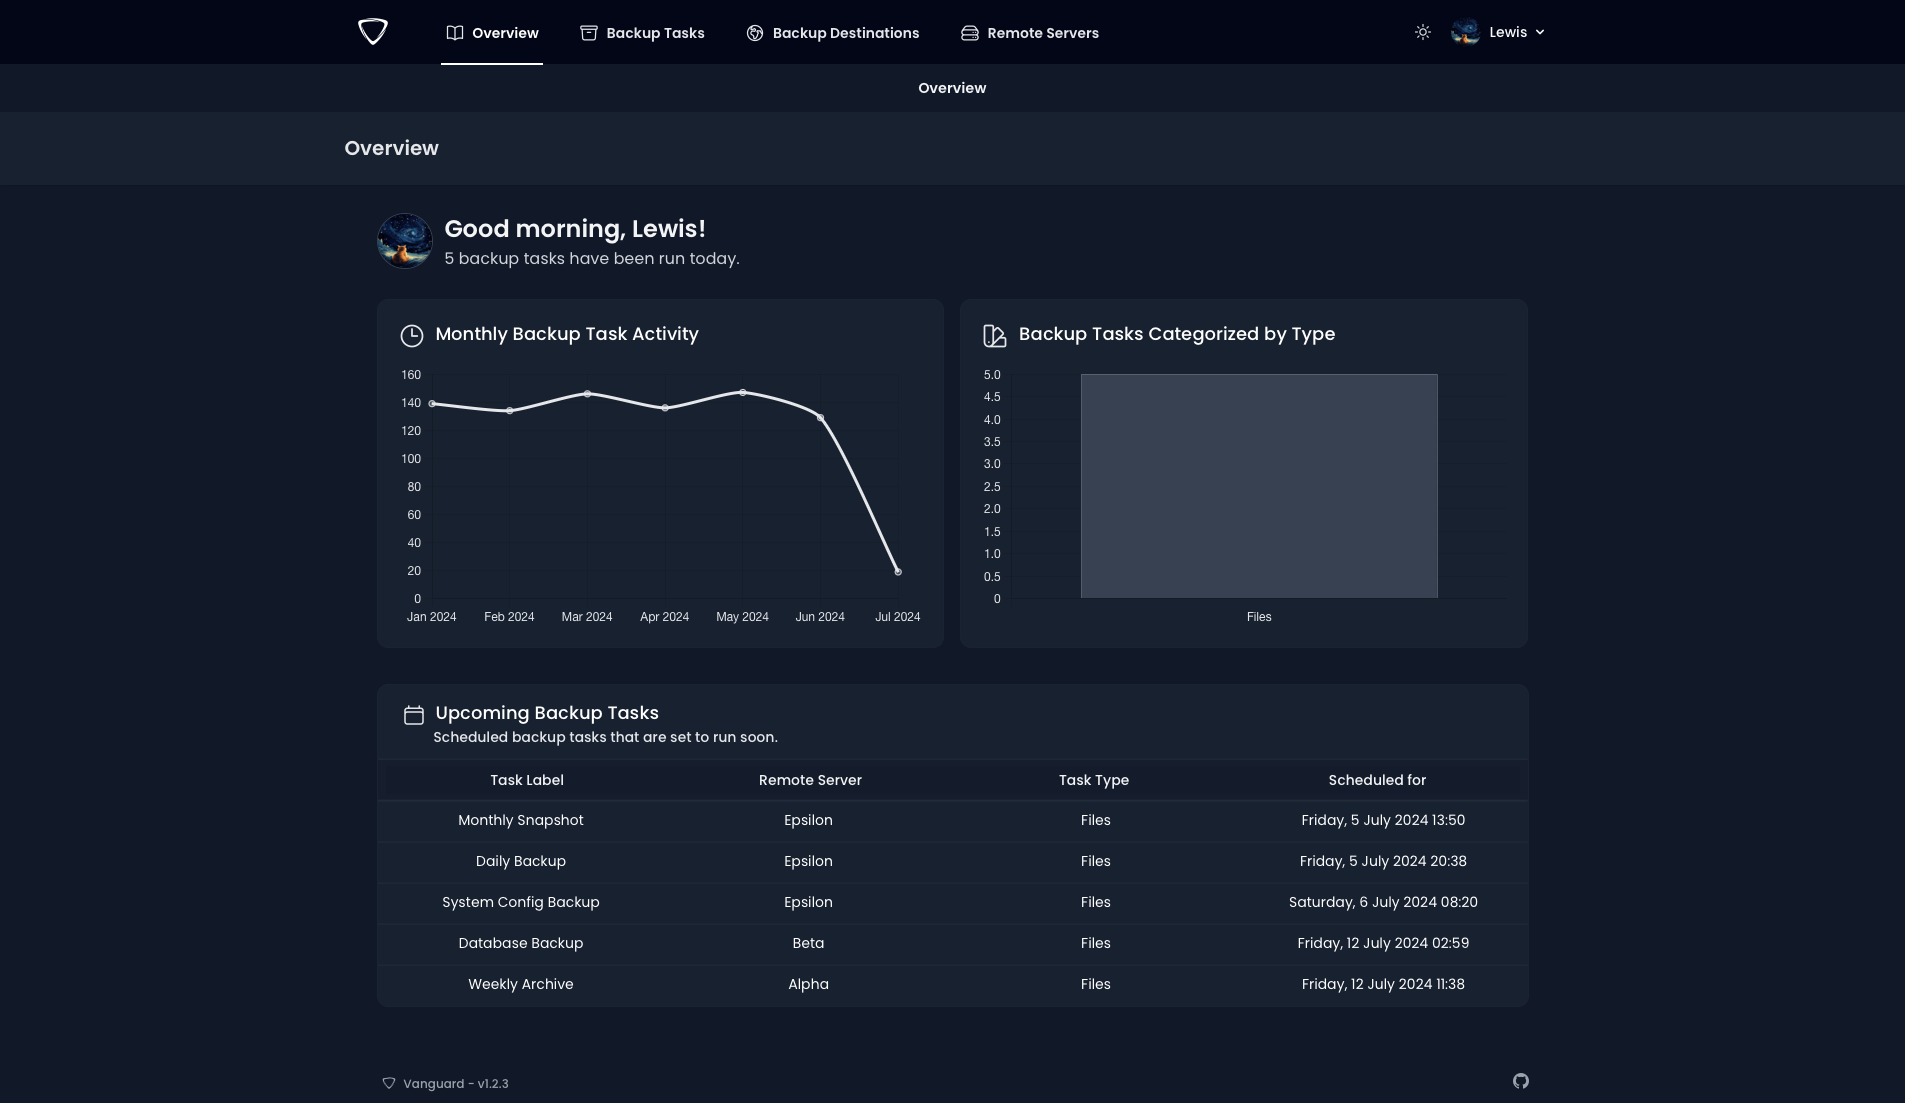 Overview
Backup Tasks
Backup Destinations
Remote Servers
Lewis
Overview
Overview
Good morning, Lewis!
5 backup tasks have been run today.
Monthly Backup Task Activity
160
140
120
100
80
60
40
20
0
Jan 2024 Feb 2024 Mar 2024 Apr 2024 May 2024 Jun 2024 Jul 2024
Backup Tasks Categorized by Type
5.0
4.5
4.0
3.5
3.0
2.5
2.0
1.5
1.0
0.5
0
Files
Upcoming Backup Tasks
Scheduled backup tasks that are set to run soon.
Task Label Remote Server Task Type Scheduled for
Monthly Snapshot Epsilon Files Friday, 5 July 2024 13:50
Daily Backup Epsilon Files Friday, 5 July 2024 20:38
System Config Backup Epsilon Files Saturday, 6 July 2024 08:20
Database Backup Beta Files Friday, 12 July 2024 02:59
Weekly Archive Alpha Files Friday, 12 July 2024 11:38
Vanguard - v1.2.3